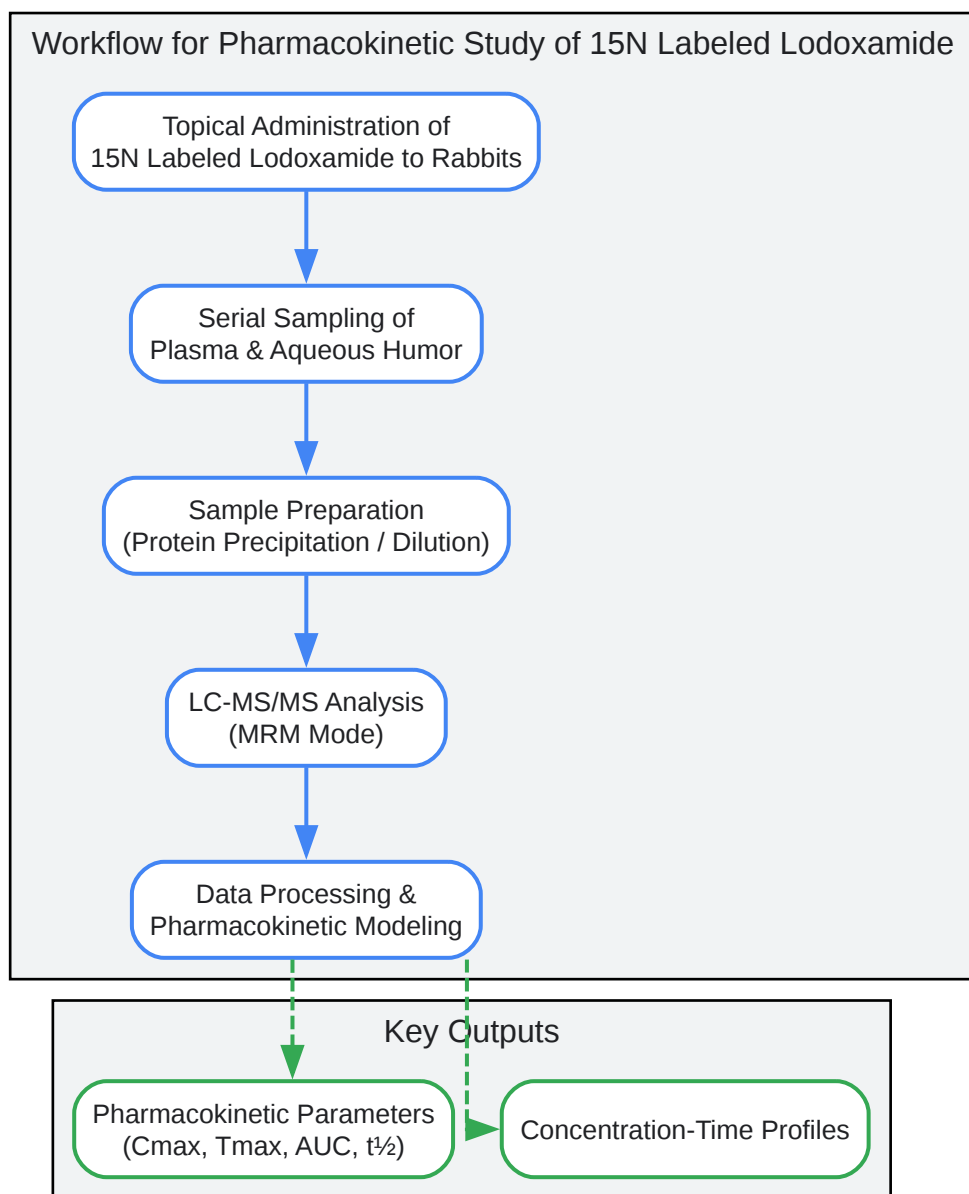 Workflow for Pharmacokinetic Study of 15N Labeled Lodoxamide
Topical Administration of
15N Labeled Lodoxamide to Rabbits
Serial Sampling of
Plasma & Aqueous Humor
Sample Preparation
(Protein Precipitation / Dilution)
LC-MS/MS Analysis
(MRM Mode)
Data Processing &
Pharmacokinetic Modeling
Key Outputs
Pharmacokinetic Parameters
(Cmax, Tmax, AUC, t½)
Concentration-Time Profiles